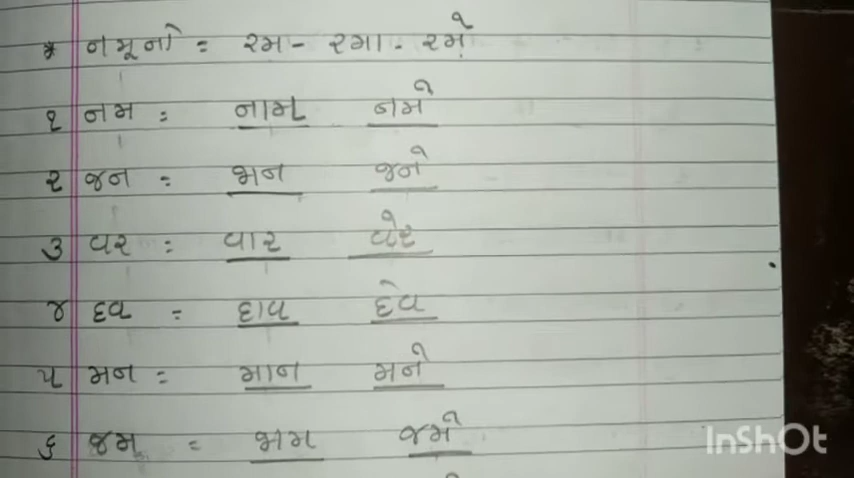 * નમૂનો = રમ - રમા - રમે
૧ નમ = નામ નમે
૨ જન = જાન જને
૩ વર = વાર વેર
૪ દવ = દાવ દેવ
૫ મન = માન મને
૬ જમ = જામ જમે
InShOt